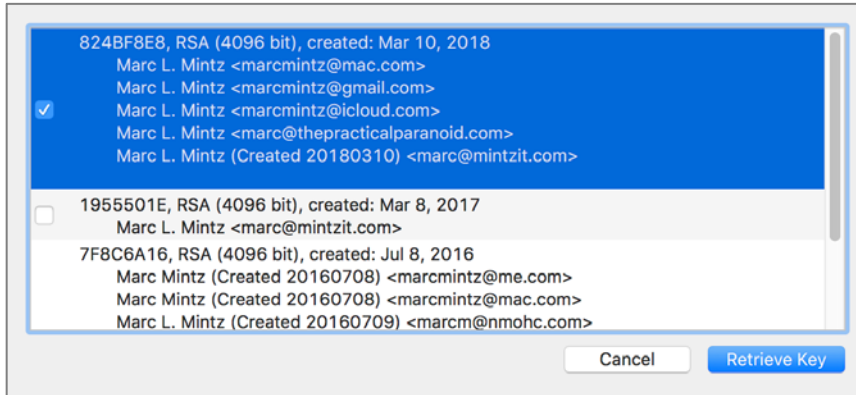 824BF8E8, RSA (4096 bit), created: Mar 10, 2018
Marc L. Mintz <marcmintz@mac.com>
Marc L. Mintz <marcmintz@gmail.com>
Marc L. Mintz <marcmintz@icloud.com>
Marc L. Mintz <marc@thepracticalparanoid.com>
Marc L. Mintz (Created 20180310) <marc@mintzit.com>
1955501E, RSA (4096 bit), created: Mar 8, 2017
Marc L. Mintz <marc@mintzit.com>
7F8C6A16, RSA (4096 bit), created: Jul 8, 2016
Marc Mintz (Created 20160708) <marcmintz@me.com>
Marc Mintz (Created 20160708) <marcmintz@mac.com>
Marc L. Mintz (Created 20160709) <marcm@nmohc.com>
Cancel
Retrieve Key